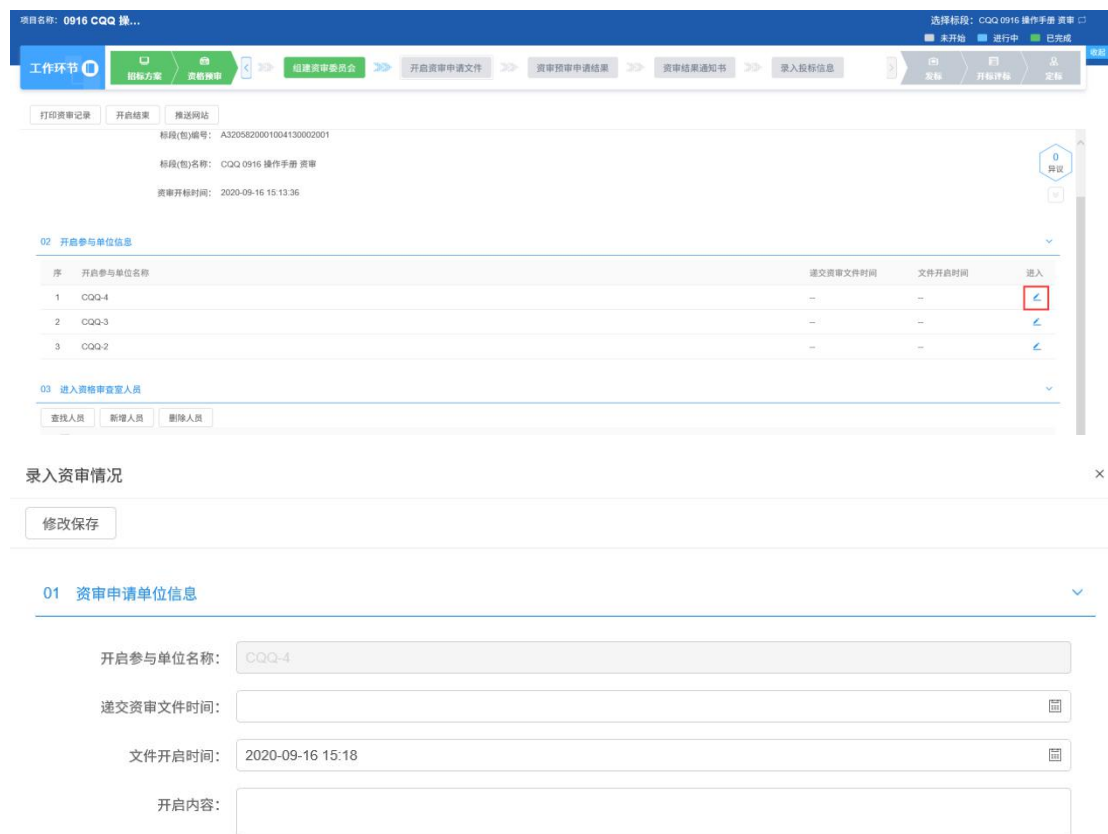 项目名称: 0916 CQQ 操...
选择标段: CQQ 0916 操作手册 资审
未开始 进行中 已完成
收起
工作环节
招标方案 资格预审 组建资审委员会 开启资审申请文件 资审预审申请结果 资审结果通知书 录入投标信息 发标 开标评标 定标
打印资审记录 开启结束 推送网站
标段(包)编号: A3205820001004130002001
标段(包)名称: CQQ 0916 操作手册 资审
0
异议
资审开标时间: 2020-09-16 15:13:36
02 开启参与单位信息
序 开启参与单位名称 递交资审文件时间 文件开启时间 进入
1 CQQ-4 -- --
2 CQQ-3 -- --
3 CQQ-2 -- --
03 进入资格审查室人员
查找人员 新增人员 删除人员
录入资审情况 ×
修改保存
01 资审申请单位信息
开启参与单位名称: CQQ-4
递交资审文件时间:
文件开启时间: 2020-09-16 15:18
开启内容: